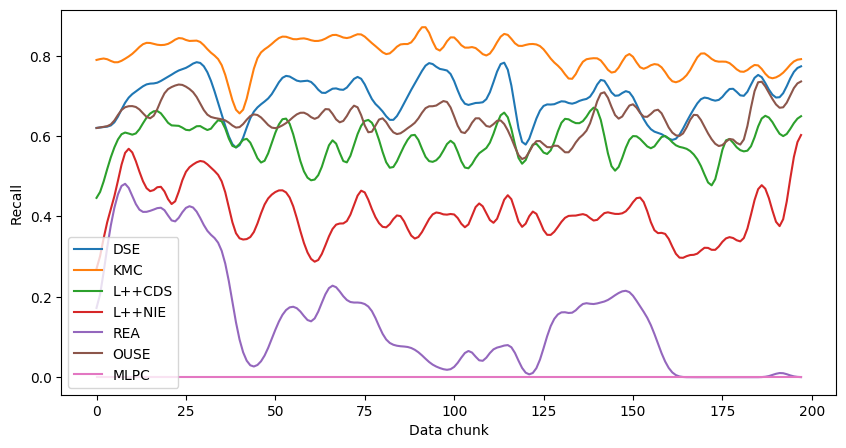 Recall
0.8
0.6
0.4
0.2
0.0
DSE
KMC
L++CDS
L++NIE
REA
OUSE
MLPC
0 25 50 75 100 125 150 175 200
Data chunk